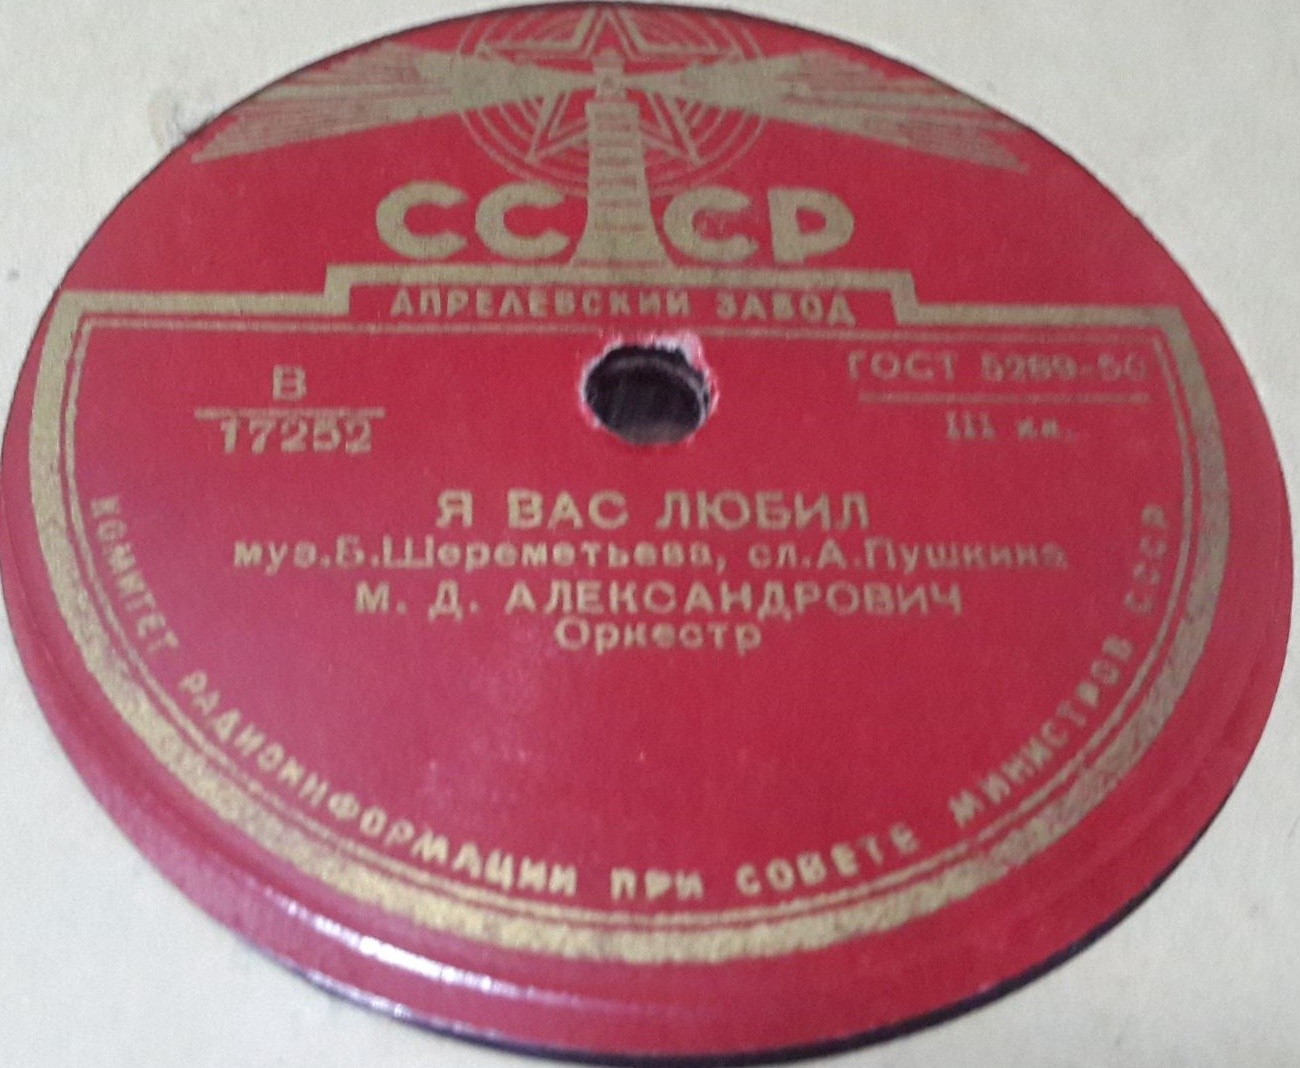 СССР
АПРЕЛЕВСКИЙ ЗАВОД
В
17252
ГОСТ 5289-50
III кл.
Я ВАС ЛЮБИЛ
муз.Б.Шереметьева, сл.А.Пушкина
М. Д. АЛЕКСАНДРОВИЧ
Оркестр
КОМИТЕТ РАДИОИНФОРМАЦИИ ПРИ СОВЕТЕ МИНИСТРОВ СССР